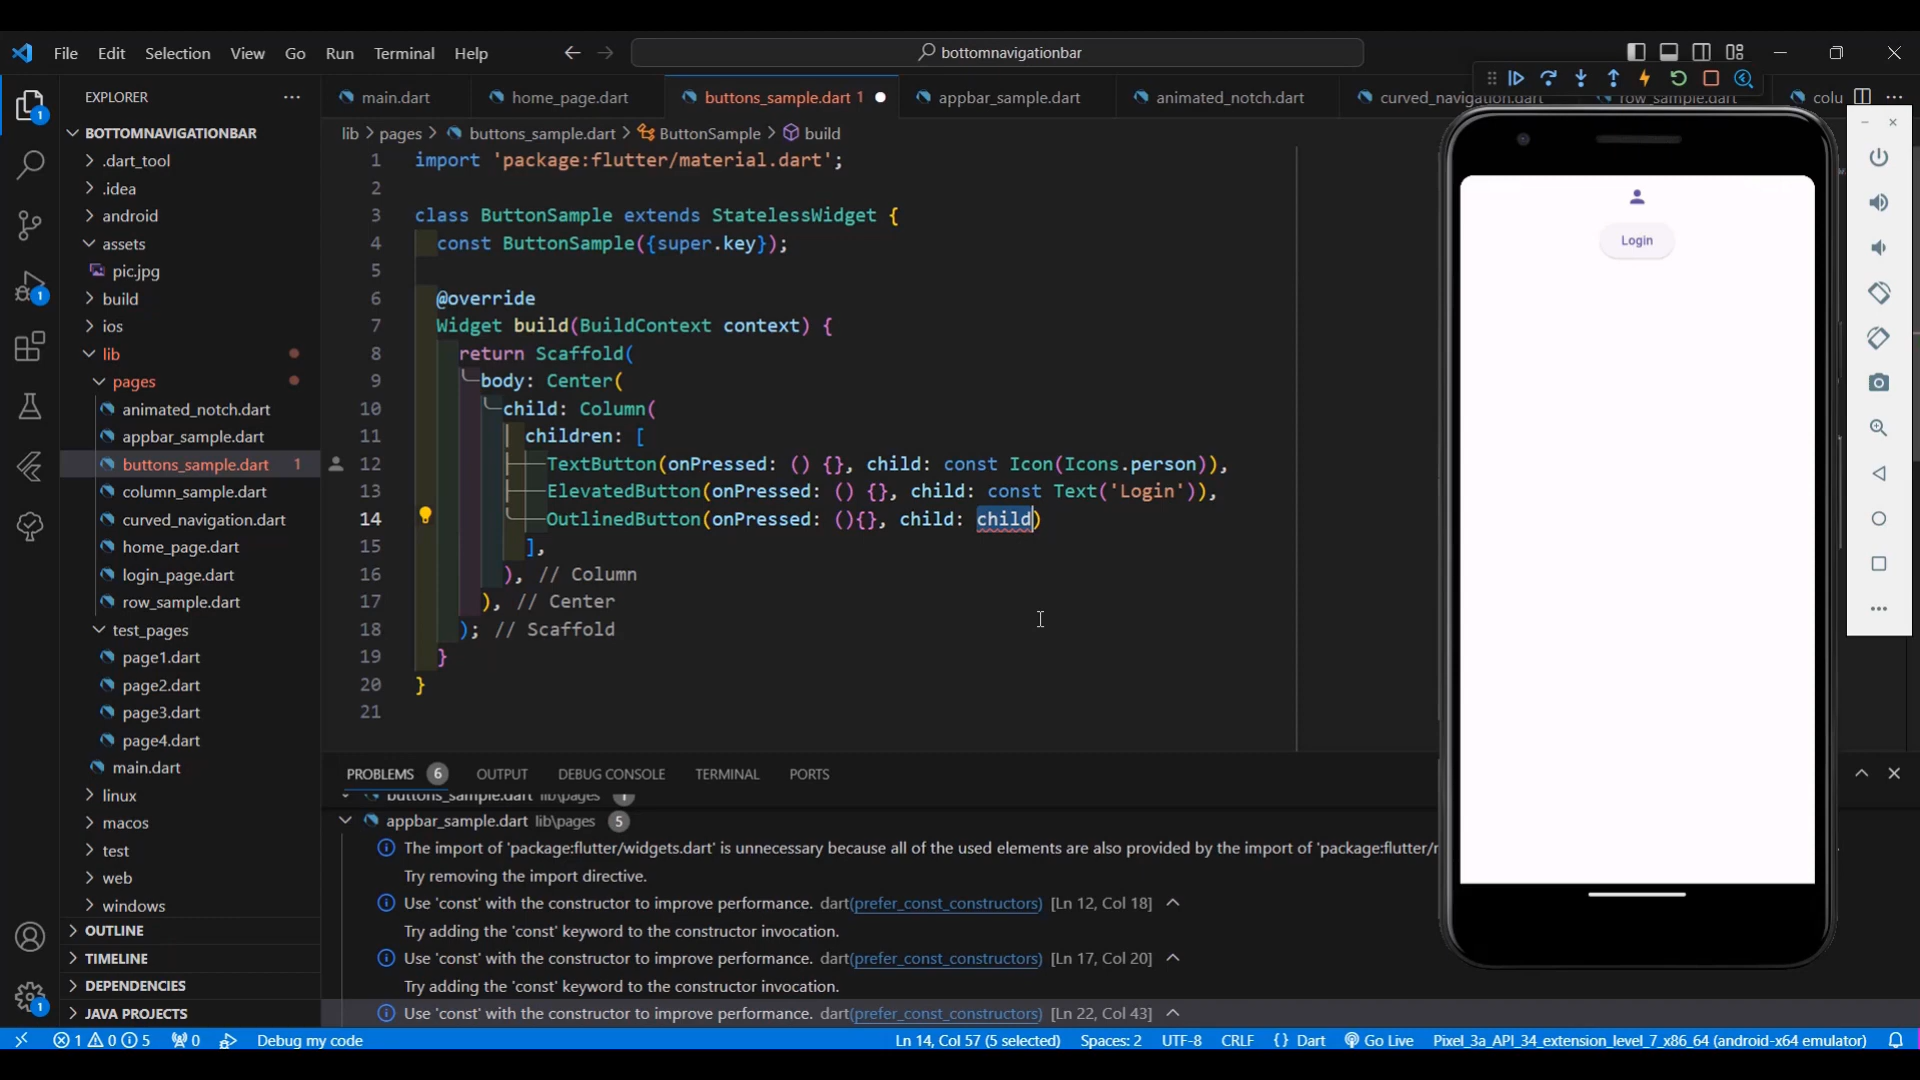 File Edit Selection View Go Run Terminal Help
bottomnavigationbar
EXPLORER
BOTTOMNAVIGATIONBAR
.dart_tool
.idea
android
assets
pic.jpg
build
ios
lib
pages
animated_notch.dart
appbar_sample.dart
buttons_sample.dart 1
column_sample.dart
curved_navigation.dart
home_page.dart
login_page.dart
row_sample.dart
test_pages
page1.dart
page2.dart
page3.dart
page4.dart
main.dart
linux
macos
test
web
windows
OUTLINE
TIMELINE
DEPENDENCIES
JAVA PROJECTS
main.dart home_page.dart buttons_sample.dart 1 appbar_sample.dart animated_notch.dart curved_navigation.dart row_sample.dart colu
lib > pages > buttons_sample.dart > ButtonSample > build
1 import 'package:flutter/material.dart';
2
3 class ButtonSample extends StatelessWidget {
4 const ButtonSample({super.key});
5
6 @override
7 Widget build(BuildContext context) {
8 return Scaffold(
9 body: Center(
10 child: Column(
11 children: [
12 TextButton(onPressed: () {}, child: const Icon(Icons.person)),
13 ElevatedButton(onPressed: () {}, child: const Text('Login')),
14 OutlinedButton(onPressed: (){}, child: child)
15 ],
16 ), // Column
17 ), // Center
18 ); // Scaffold
19 }
20 }
21
Login
PROBLEMS 6 OUTPUT DEBUG CONSOLE TERMINAL PORTS
buttons_sample.dart lib\pages 1
appbar_sample.dart lib\pages 5
The import of 'package:flutter/widgets.dart' is unnecessary because all of the used elements are also provided by the import of 'package:flutter/
Try removing the import directive.
Use 'const' with the constructor to improve performance. dart(prefer_const_constructors) [Ln 12, Col 18]
Try adding the 'const' keyword to the constructor invocation.
Use 'const' with the constructor to improve performance. dart(prefer_const_constructors) [Ln 17, Col 20]
Try adding the 'const' keyword to the constructor invocation.
Use 'const' with the constructor to improve performance. dart(prefer_const_constructors) [Ln 22, Col 43]
1 0 5 0 Debug my code Ln 14, Col 57 (5 selected) Spaces: 2 UTF-8 CRLF {} Dart Go Live Pixel_3a_API_34_extension_level_7_x86_64 (android-x64 emulator)